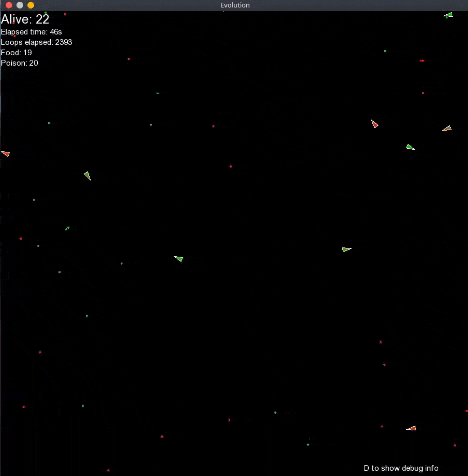 Evolution
Alive: 22
Elapsed time: 46s
Loops elapsed: 2393
Food: 19
Poison: 20
D to show debug info